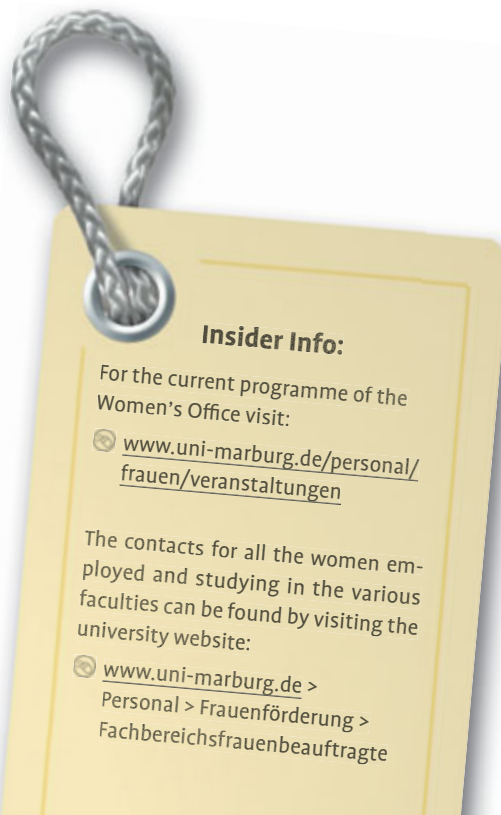 Insider Info:
For the current programme of the
Women's Office visit:
www.uni-marburg.de/personal/
frauen/veranstaltungen
The contacts for all the women em-
ployed and studying in the various
faculties can be found by visiting the
university website:
www.uni-marburg.de >
Personal > Frauenförderung >
Fachbereichsfrauenbeauftragte